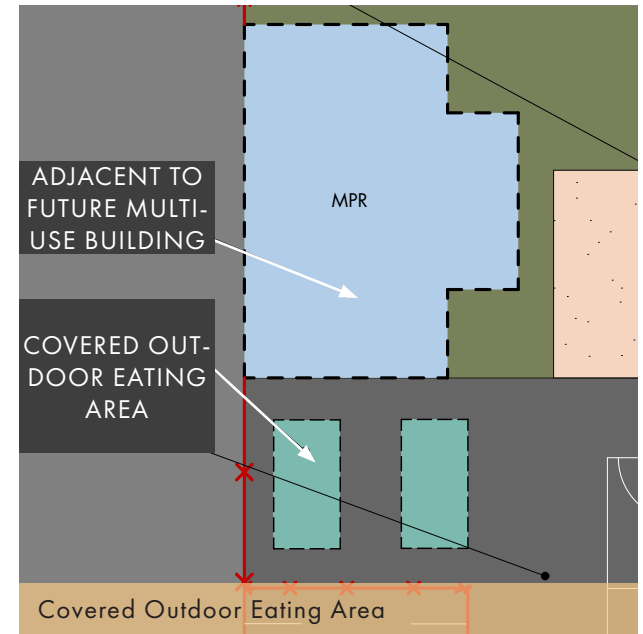 ADJACENT TO
FUTURE MULTI-
USE BUILDING
MPR
COVERED OUT-
DOOR EATING
AREA
Covered Outdoor Eating Area